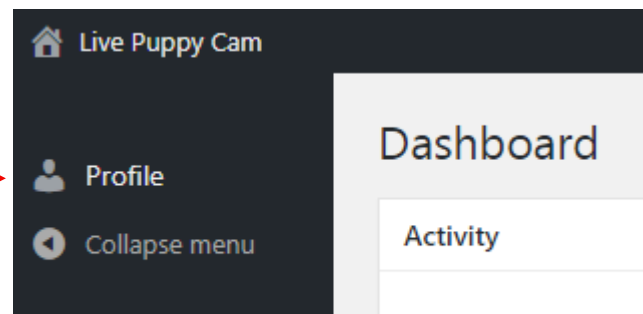 Live Puppy Cam
Dashboard
Profile
Activity
Collapse menu